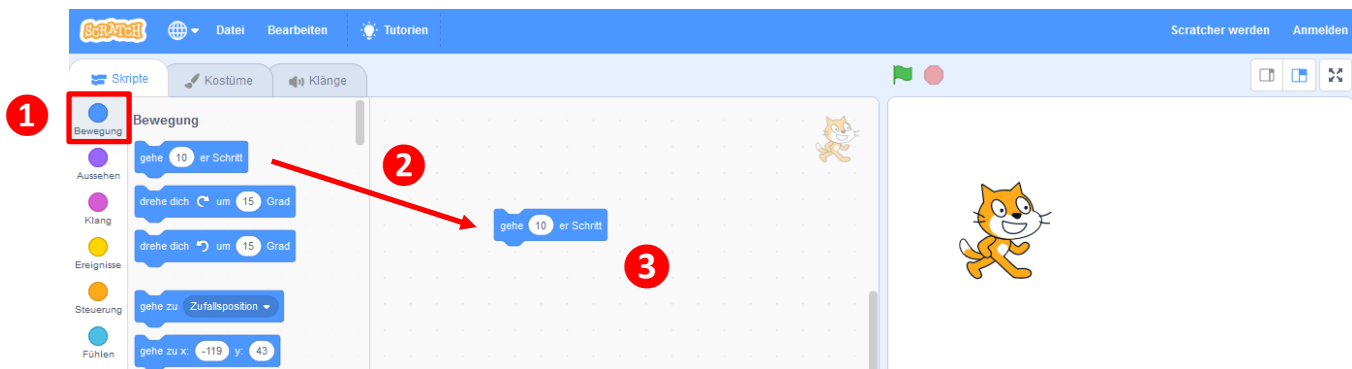 SCRATCH Datei Bearbeiten Tutorien Scratcher werden Anmelden
Skripte Kostüme Klänge
1
Bewegung
Aussehen
Klang
Ereignisse
Steuerung
Fühlen
Bewegung
gehe 10 er Schritt
drehe dich um 15 Grad
drehe dich um 15 Grad
gehe zu Zufallsposition
gehe zu x: -119 y: 43
2
gehe 10 er Schritt
3